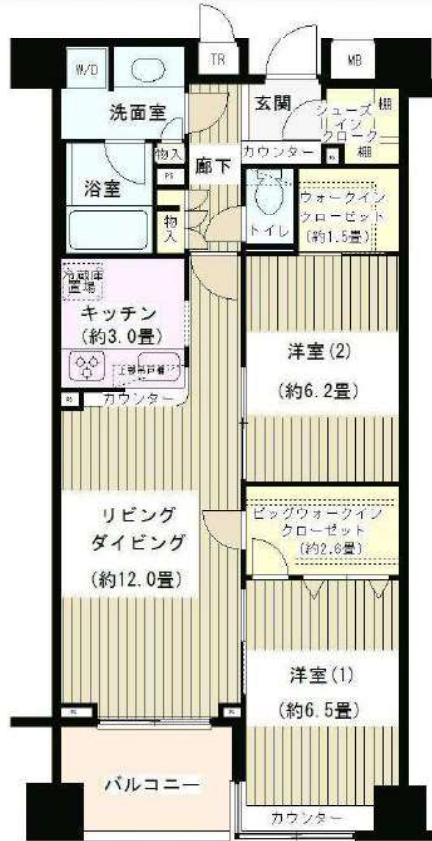 TR
MB
W/D
洗面室
玄関
棚
シューズ
イン
クローク
棚
カウンター
PS
物入
PS
廊下
浴室
物
入
トイレ
ウォークイン
クローゼット
(約1.5畳)
冷蔵庫
置場
キッチン
(約3.0畳)
洋室(2)
(約6.2畳)
PS
カウンター
リビング
ダイビング
(約12.0畳)
ビッグウォークイン
クローゼット
(約2.6畳)
洋室(1)
(約6.5畳)
バルコニー
カウンター